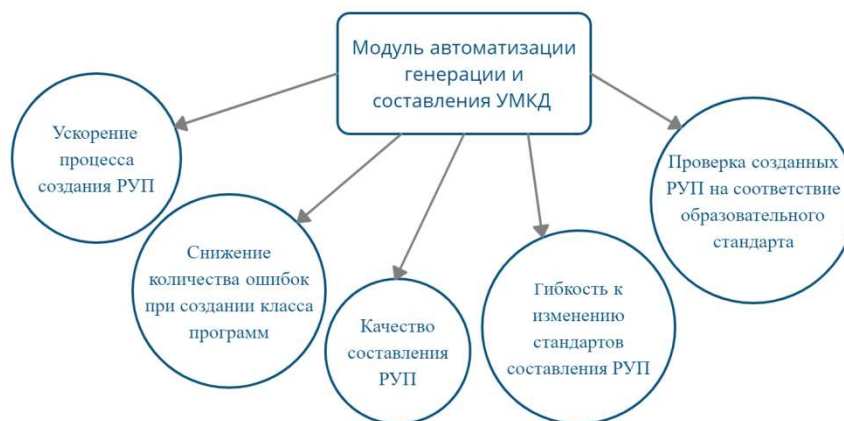 Модуль автоматизации
генерации и
составления УМКД
Ускорение
процесса
создания РУП
Снижение
количества ошибок
при создании класса
программ
Качество
составления
РУП
Гибкость к
изменению
стандартов
составления РУП
Проверка созданных
РУП на соответствие
образовательного
стандарта